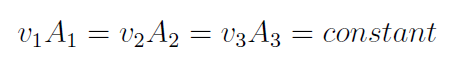 v₁A₁ = v₂A₂ = v₃A₃ = constant